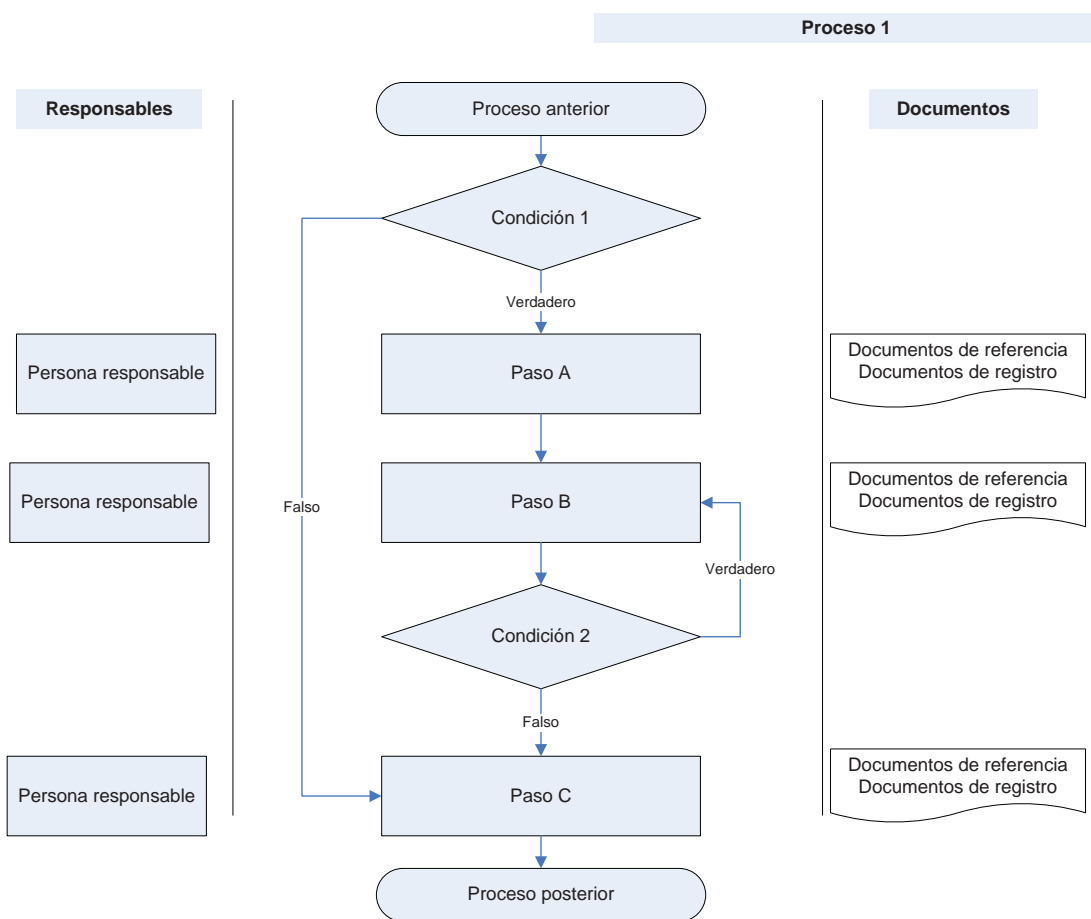 Proceso 1
Responsables
Proceso anterior
Documentos
Condición 1
Verdadero
Persona responsable
Paso A
Documentos de referencia
Documentos de registro
Persona responsable
Falso
Paso B
Documentos de referencia
Documentos de registro
Verdadero
Condición 2
Falso
Persona responsable
Paso C
Documentos de referencia
Documentos de registro
Proceso posterior